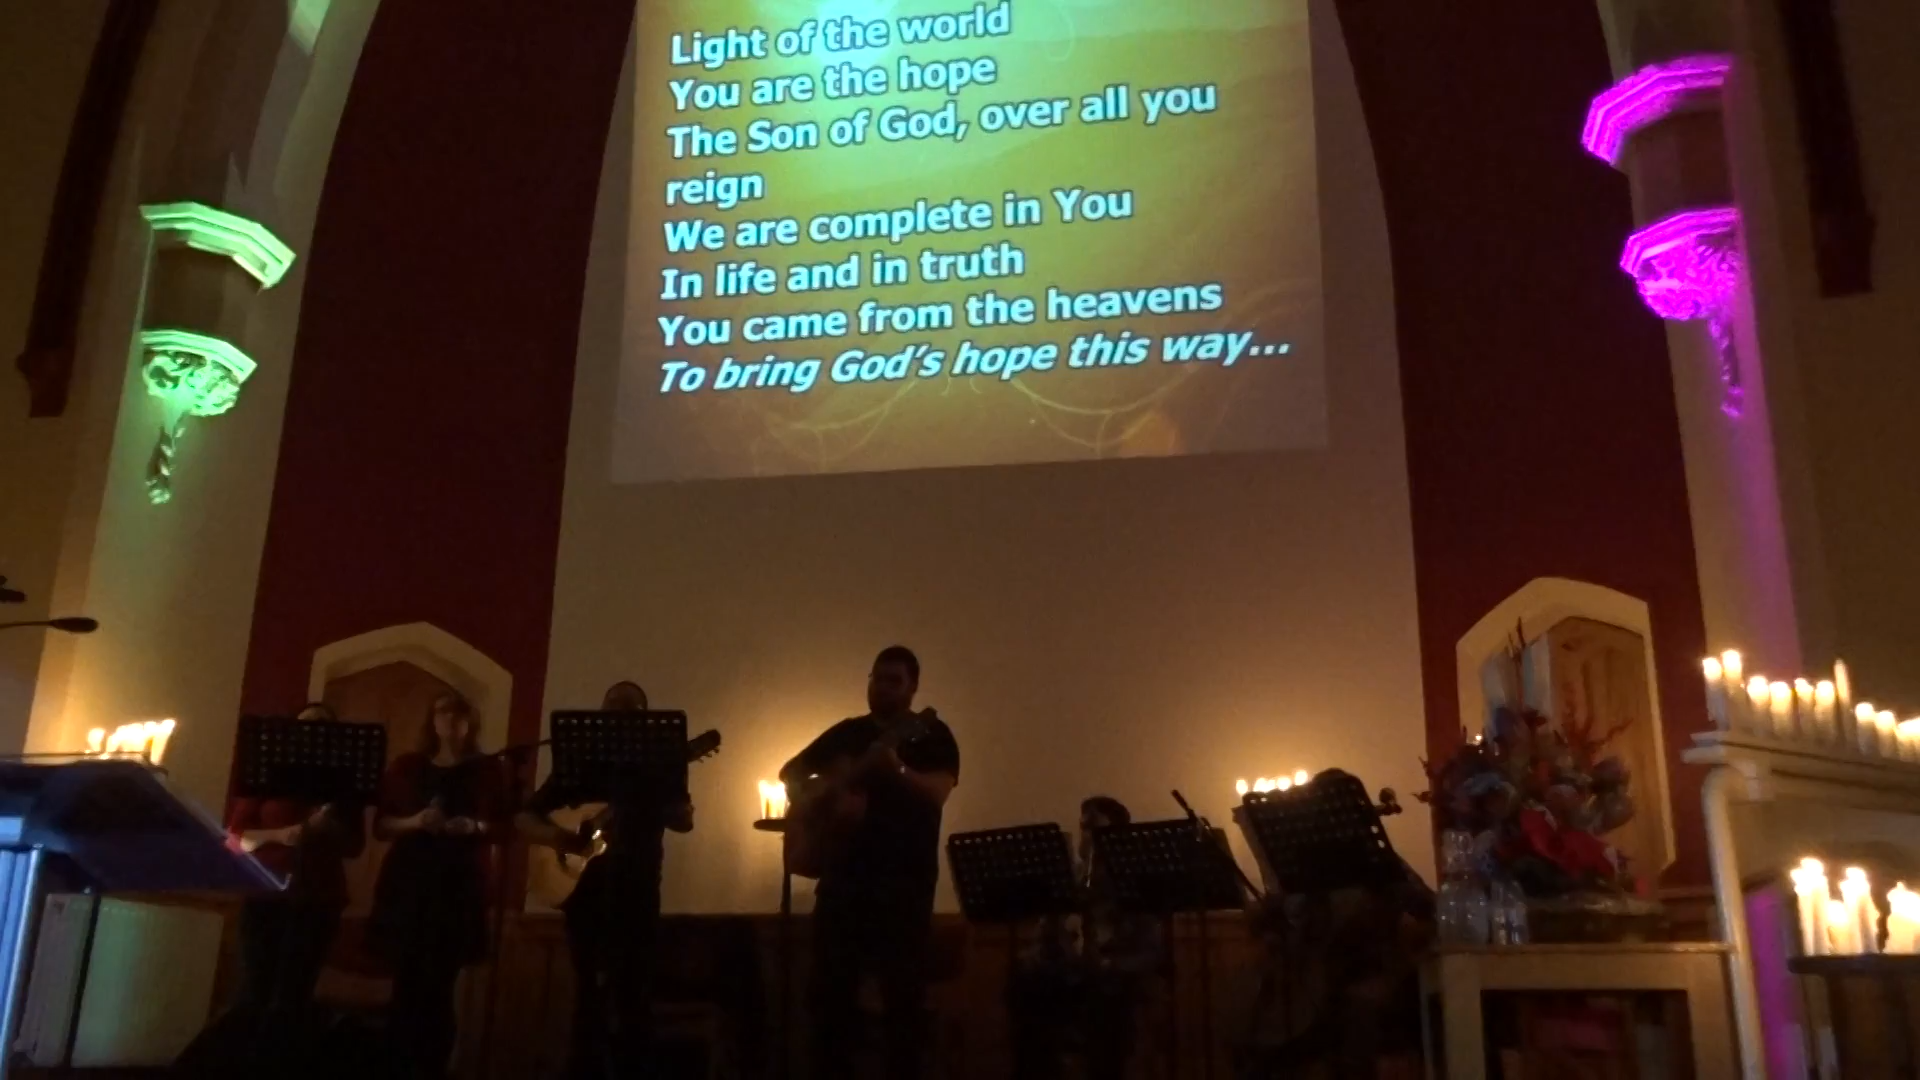 Light of the world
You are the hope
The Son of God, over all you
reign
We are complete in You
In life and in truth
You came from the heavens
To bring God's hope this way...